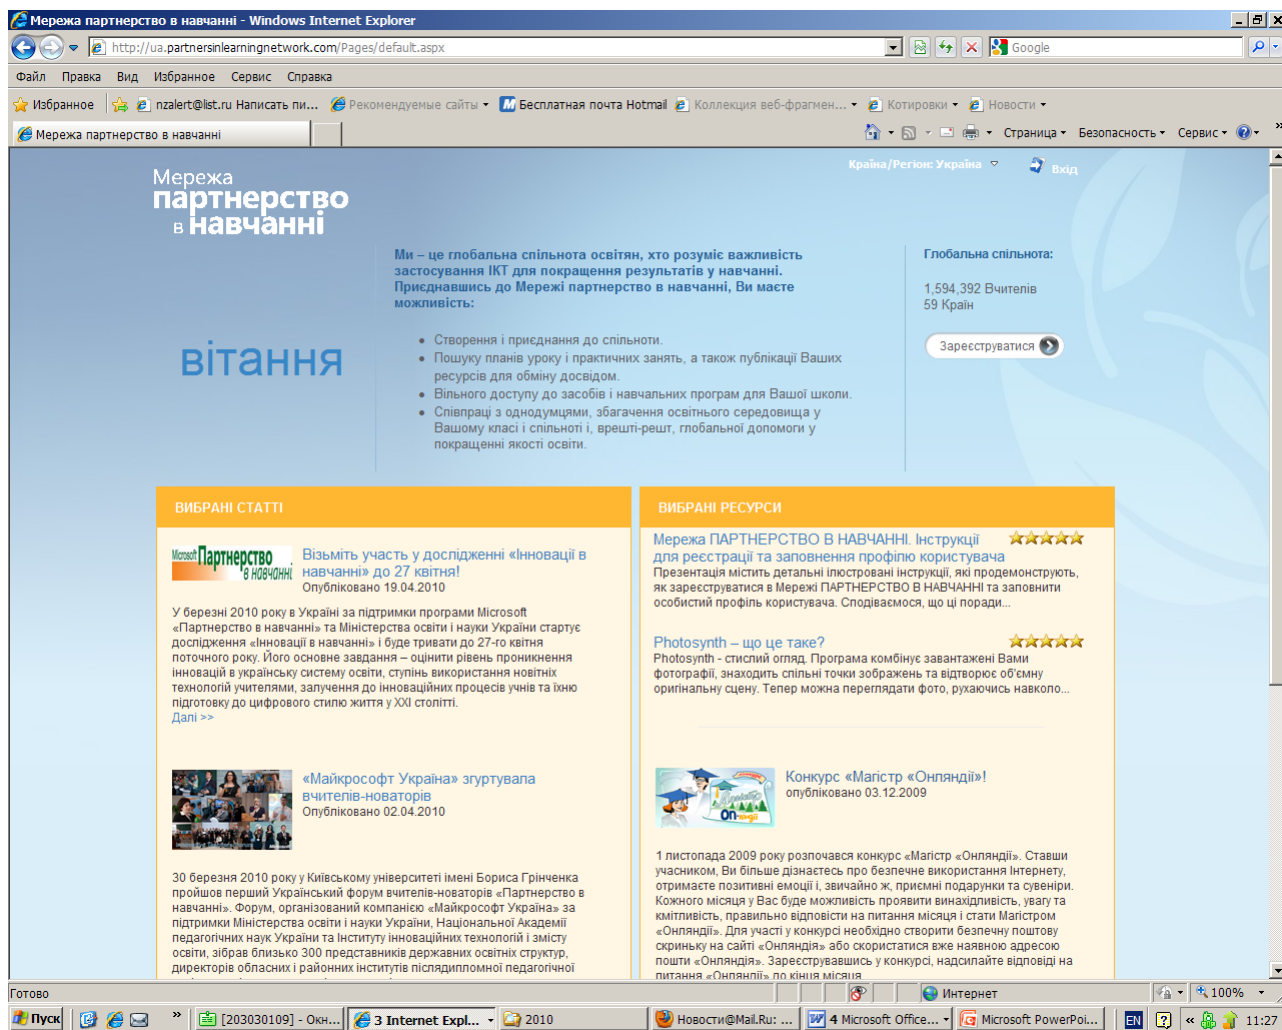 Мережа партнерство в навчанні - Windows Internet Explorer
http://ua.partnersinlearningnetwork.com/Pages/default.aspx
Google
Файл Правка Вид Избранное Сервис Справка
Избранное nzalert@list.ru Написать пи... Рекомендуемые сайты Бесплатная почта Hotmail Коллекция веб-фрагмен... Котировки Новости
Мережа партнерство в навчанні
Страница Безопасность Сервис
Країна/Регіон: Україна
Вхід
Мережа
партнерство
в навчанні
вітання
Ми – це глобальна спільнота освітян, хто розуміє важливість
застосування ІКТ для покращення результатів у навчанні.
Приєднавшись до Мережі партнерство в навчанні, Ви маєте
можливість:
Створення і приєднання до спільноти.
Пошуку планів уроку і практичних занять, а також публікації Ваших
ресурсів для обміну досвідом.
Вільного доступу до засобів і навчальних програм для Вашої школи.
Співпраці з однодумцями, збагачення освітнього середовища у
Вашому класі і спільноті і, врешті-решт, глобальної допомоги у
покращенні якості освіти.
Глобальна спільнота:
1,594,392 Вчителів
59 Країн
Зареєструватися
ВИБРАНІ СТАТТІ
Microsoft Партнерство
в навчанні
Візьміть участь у дослідженні «Інновації в
навчанні» до 27 квітня!
Опубліковано 19.04.2010
У березні 2010 року в Україні за підтримки програми Microsoft
«Партнерство в навчанні» та Міністерства освіти і науки України стартує
дослідження «Інновації в навчанні» і буде тривати до 27-го квітня
поточного року. Його основне завдання – оцінити рівень проникнення
інновацій в українську систему освіти, ступінь використання новітніх
технологій учителями, залучення до інноваційних процесів учнів та їхню
підготовку до цифрового стилю життя у XXI столітті.
Далі >>
«Майкрософт Україна» згуртувала
вчителів-новаторів
Опубліковано 02.04.2010
30 березня 2010 року у Київському університеті імені Бориса Грінченка
пройшов перший Український форум вчителів-новаторів «Партнерство в
навчанні». Форум, організований компанією «Майкрософт Україна» за
підтримки Міністерства освіти і науки України, Національної Академії
педагогічних наук України та Інституту інноваційних технологій і змісту
освіти, зібрав близько 300 представників державних освітніх структур,
директорів обласних і районних інститутів післядипломної педагогічної
ВИБРАНІ РЕСУРСИ
Мережа ПАРТНЕРСТВО В НАВЧАННІ. Інструкції
для реєстрації та заповнення профілю користувача
Презентація містить детальні ілюстровані інструкції, які продемонструють,
як зареєструватися в Мережі ПАРТНЕРСТВО В НАВЧАННІ та заповнити
особистий профіль користувача. Сподіваємося, що ці поради...
Photosynth – що це таке?
Photosynth - стислий огляд. Програма комбінує завантажені Вами
фотографії, знаходить спільні точки зображень та відтворює об'ємну
оригінальну сцену. Тепер можна переглядати фото, рухаючись навколо...
Конкурс «Магістр «Онляндії»!
опубліковано 03.12.2009
1 листопада 2009 року розпочався конкурс «Магістр «Онляндії». Ставши
учасником, Ви більше дізнаєтесь про безпечне використання Інтернету,
отримаєте позитивні емоції і, звичайно ж, приємні подарунки та сувеніри.
Кожного місяця у Вас буде можливість проявити винахідливість, увагу та
кмітливість, правильно відповісти на питання місяця і стати Магістром
«Онляндії». Для участі у конкурсі необхідно створити безпечну поштову
скриньку на сайті «Онляндія» або скористатися вже наявною адресою
пошти «Онляндія». Зареєструвавшись у конкурсі, надсилайте відповіді на
питання «Онляндії» до кінця місяця
Готово Интернет 100%
Пуск [203030109] - Окн... 3 Internet Expl... 2010 Новости@Mail.Ru: ... 4 Microsoft Office... Microsoft PowerPoi... EN 11:27